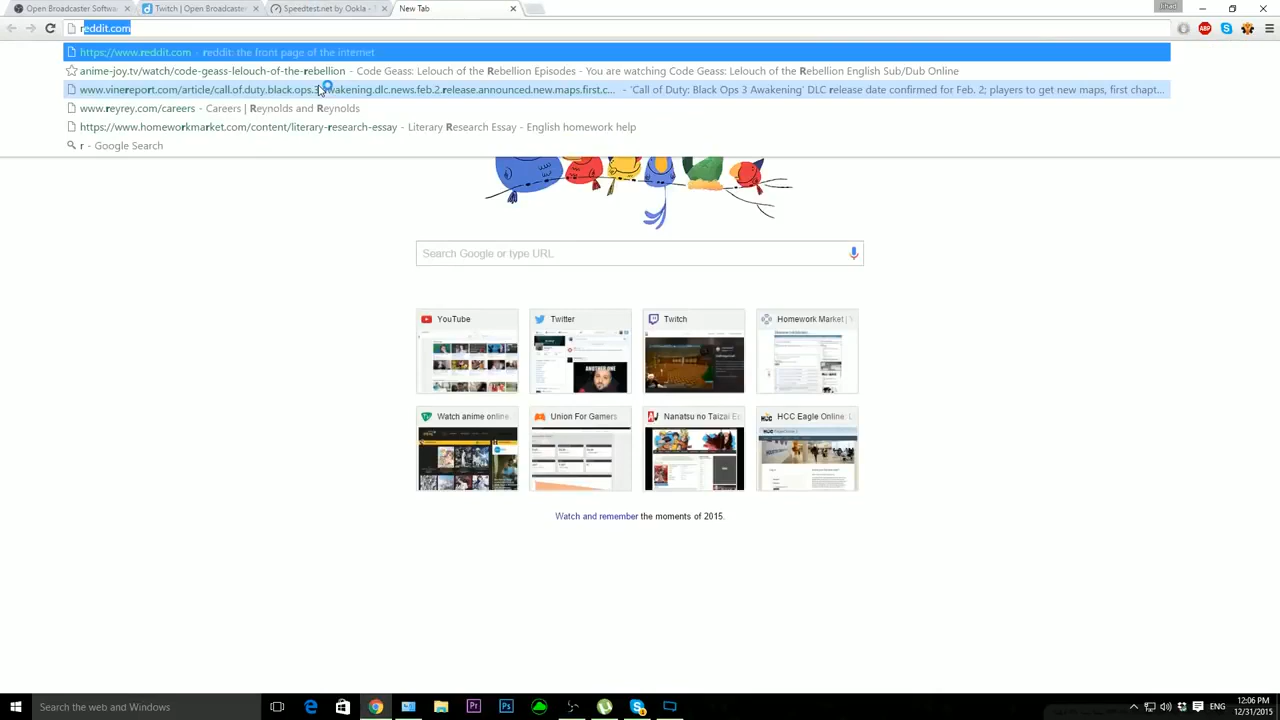 Open Broadcaster Softwa
Twitch | Open Broadcaster
Speedtest.net by Ookla -
New Tab
Jihad
reddit.com
https://www.reddit.com - reddit: the front page of the internet
anime-joy.tv/watch/code-geass-lelouch-of-the-rebellion - Code Geass: Lelouch of the Rebellion Episodes - You are watching Code Geass: Lelouch of the Rebellion English Sub/Dub Online
www.vinereport.com/article/call.of.duty.black.ops.3.awakening.dlc.news.feb.2.release.announced.new.maps.first.c... - 'Call of Duty: Black Ops 3 Awakening' DLC release date confirmed for Feb. 2; players to get new maps, first chapt...
www.reyrey.com/careers - Careers | Reynolds and Reynolds
https://www.homeworkmarket.com/content/literary-research-essay - Literary Research Essay - English homework help
r - Google Search
Search Google or type URL
YouTube
Twitter
Twitch
Homework Market |
ANOTHER ONE
Watch anime online
Union For Gamers
Nanatsu no Taizai E
HCC Eagle Online:
Watch and remember the moments of 2015.
Search the web and Windows
ENG
12:06 PM
12/31/2015